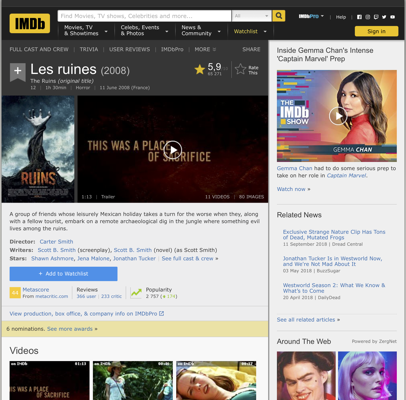 IMDb
Find Movies, TV shows, Celebrities and more...
All
IMDbPro
Help
Movies, TV & Showtimes
Celebs, Events & Photos
News & Community
Watchlist
Sign in
FULL CAST AND CREW | TRIVIA | USER REVIEWS | IMDbPro | MORE
SHARE
Les ruines (2008)
The Ruins (original title)
12 | 1h 30min | Horror | 11 June 2008 (France)
5,9
Rate This
RUINS
THIS WAS A PLACE
OF SACRIFICE
1:13 | Trailer
11 VIDEOS | 80 IMAGES
A group of friends whose leisurely Mexican holiday takes a turn for the worse when they, along
with a fellow tourist, embark on a remote archaeological dig in the jungle where something evil
lives among the ruins.
Director: Carter Smith
Writers: Scott B. Smith (screenplay), Scott B. Smith (novel) (as Scott Smith)
Stars: Shawn Ashmore, Jena Malone, Jonathan Tucker | See full cast & crew »
+ Add to Watchlist
Metascore
From metacritic.com
Reviews
366 user | 233 critic
Popularity
2 757
View production, box office, & company info on IMDbPro
6 nominations. See more awards »
Videos
Inside Gemma Chan's Intense
'Captain Marvel' Prep
THE
IMDb
SHOW
GEMMA CHAN
Gemma Chan had to do some serious prep to
take on her role in Captain Marvel.
Watch now »
Related News
Exclusive Strange Nature Clip Has Tons
of Dead, Mutated Frogs
11 September 2018 | Dread Central
Jonathan Tucker Is in Westworld Now,
and We're Not Mad About It
03 May 2018 | BuzzSugar
Westworld Season 2: What We Know &
What's to Come
20 April 2018 | DailyDead
See all related articles »
Around The Web
Powered by ZergNet